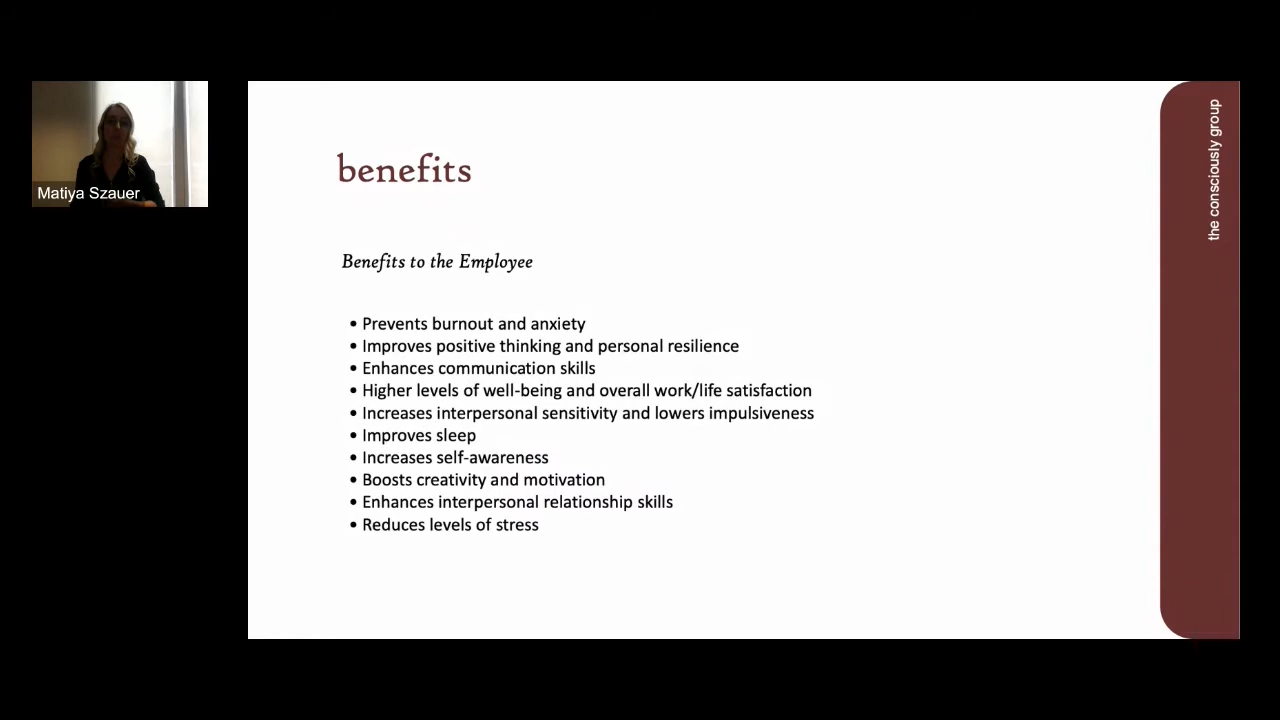 Matiya Szauer
benefits
Benefits to the Employee
• Prevents burnout and anxiety
• Improves positive thinking and personal resilience
• Enhances communication skills
• Higher levels of well-being and overall work/life satisfaction
• Increases interpersonal sensitivity and lowers impulsiveness
• Improves sleep
• Increases self-awareness
• Boosts creativity and motivation
• Enhances interpersonal relationship skills
• Reduces levels of stress
the consciously group